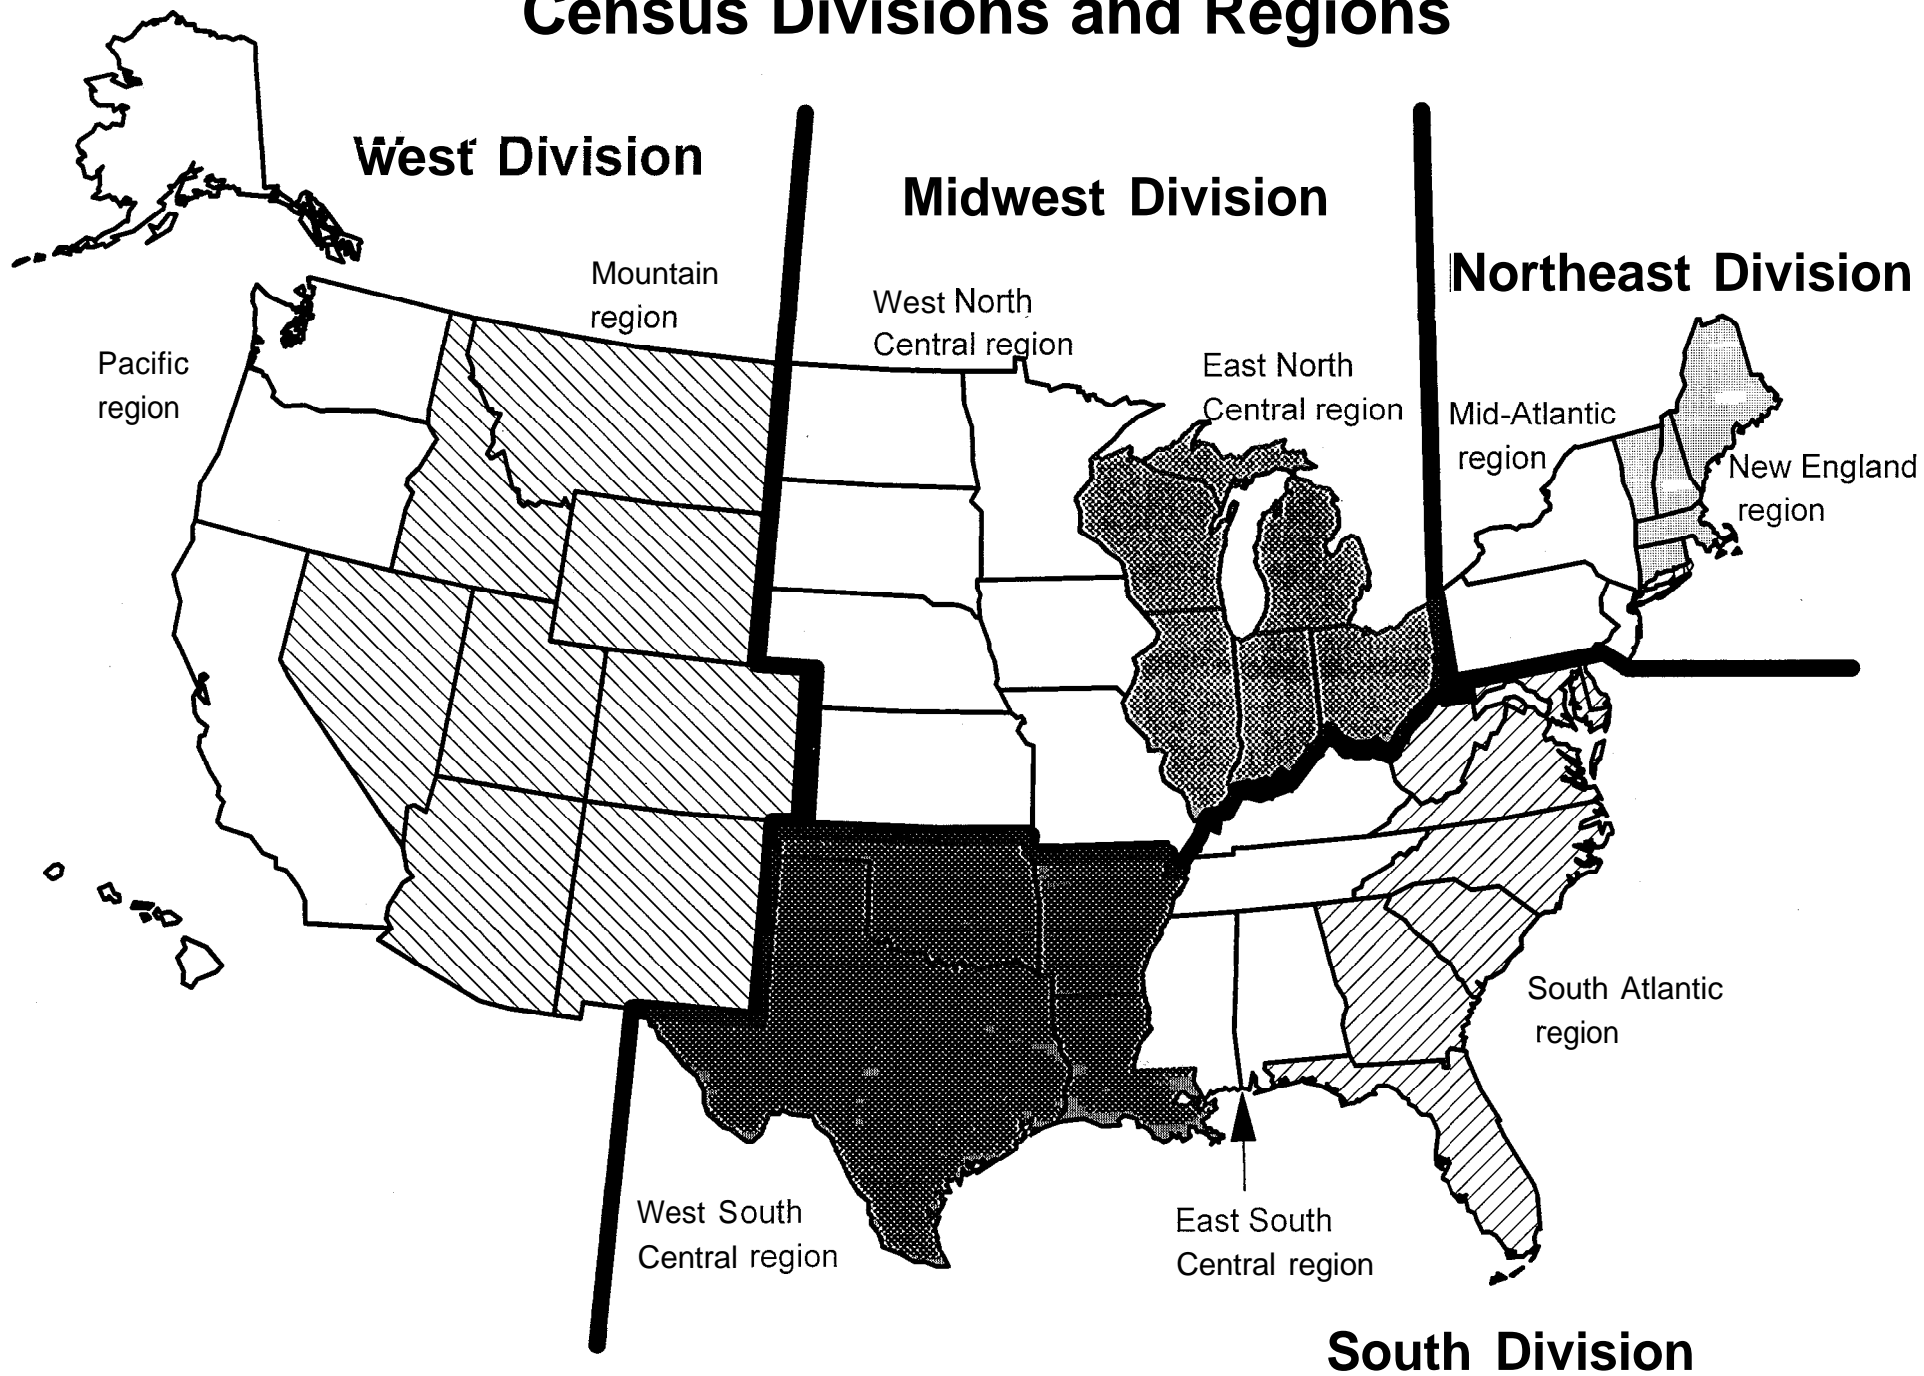 Census Divisions and Regions
West Division
Midwest Division
Northeast Division
Mountain
region
West North
Central region
Pacific
region
East North
Central region
Mid-Atlantic
region
New England
region
South Atlantic
region
West South
Central region
East South
Central region
South Division